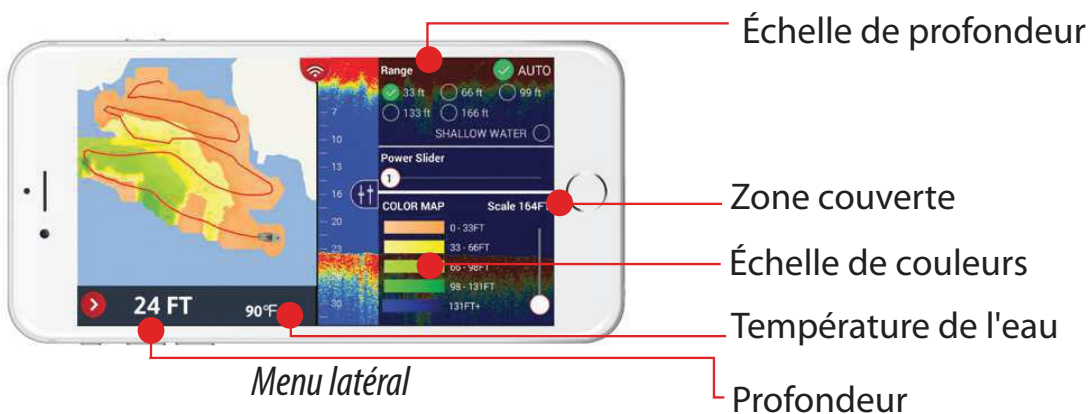 Échelle de profondeur
Range
AUTO
33 ft 66 ft 99 ft
133 ft 166 ft
SHALLOW WATER
Power Slider
1
COLOR MAP Scale 164FT
0 - 33FT
33 - 66FT
66 - 98FT
98 - 131FT
131FT+
7
10
13
16
20
23
30
24 FT
90°F
Zone couverte
Échelle de couleurs
Température de l'eau
Menu latéral
Profondeur